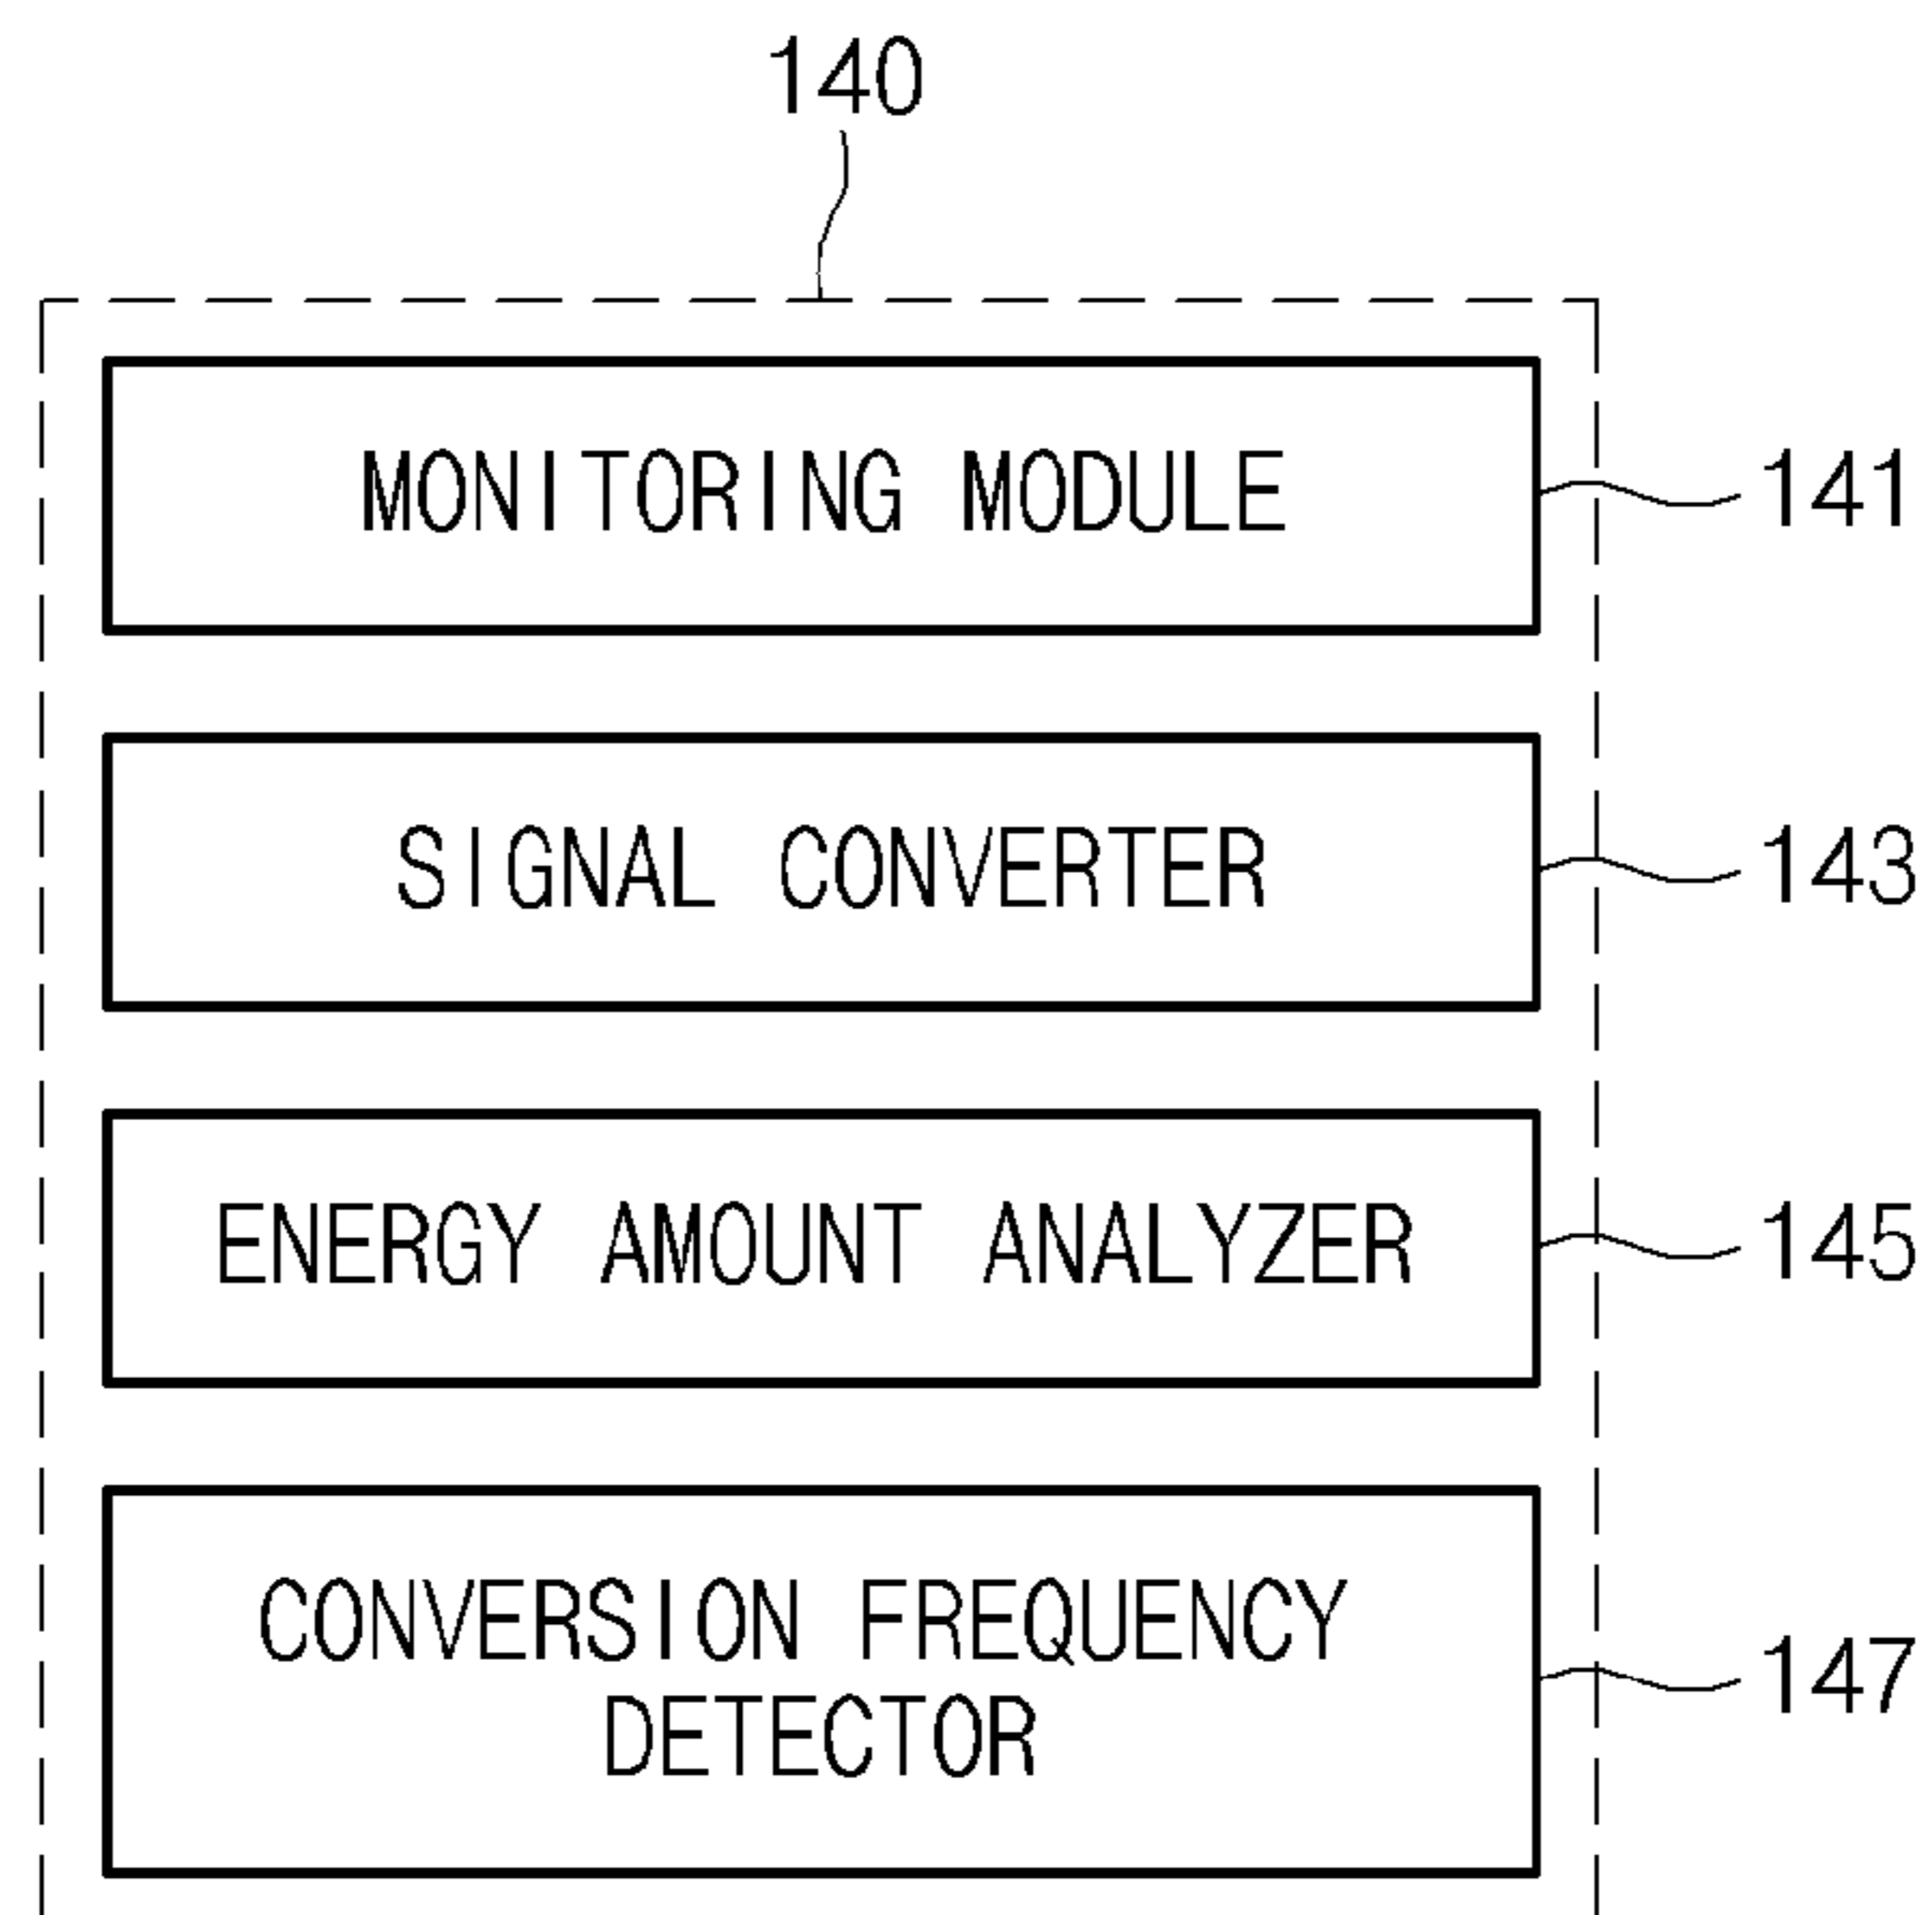 140
MONITORING MODULE
141
SIGNAL CONVERTER
143
ENERGY AMOUNT ANALYZER
145
CONVERSION FREQUENCY
DETECTOR
147